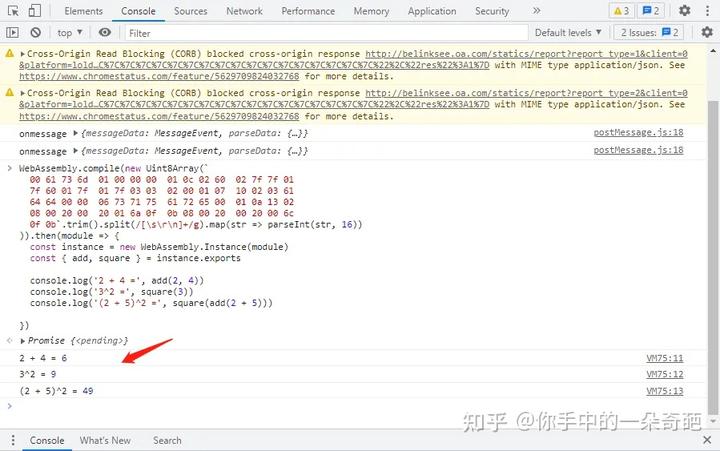 Elements Console Sources Network Performance Memory Application Security » 3 2
top ▾ Filter Default levels ▾ 2 Issues: 2
Cross-Origin Read Blocking (CORB) blocked cross-origin response http://belinksee.oa.com/statics/report?report type=1&client=0
&platform=lold…C%7C%7C%7C%7C%7C%7C%7C%7C%7C%7C%7C%7C%7C%7C%22%2C%22res%22%3A1%7D with MIME type application/json. See
https://www.chromestatus.com/feature/5629709824032768 for more details.
Cross-Origin Read Blocking (CORB) blocked cross-origin response http://belinksee.oa.com/statics/report?report type=2&client=0
&platform=lold…C%7C%7C%7C%7C%7C%7C%7C%7C%7C%7C%7C%7C%7C%7C%22%2C%22res%22%3A1%7D with MIME type application/json. See
https://www.chromestatus.com/feature/5629709824032768 for more details.
onmessage ▶ {messageData: MessageEvent, parseData: {…}} postMessage.js:18
onmessage ▶ {messageData: MessageEvent, parseData: {…}} postMessage.js:18
> WebAssembly.compile(new Uint8Array(`
00 61 73 6d 01 00 00 00 01 0c 02 60 02 7f 7f 01
7f 60 01 7f 01 7f 03 03 02 00 01 07 10 02 03 61
64 64 00 00 06 73 71 75 61 72 65 00 01 0a 13 02
08 00 20 00 20 01 6a 0f 0b 08 00 20 00 20 00 6c
0f 0b`.trim().split(/[\s\r\n]+/g).map(str => parseInt(str, 16))
)).then(module => {
const instance = new WebAssembly.Instance(module)
const { add, square } = instance.exports
console.log('2 + 4 =', add(2, 4))
console.log('3^2 =', square(3))
console.log('(2 + 5)^2 =', square(add(2 + 5)))
})
▶ Promise {<pending>}
2 + 4 = 6 VM75:11
3^2 = 9 VM75:12
(2 + 5)^2 = 49 VM75:13
>
知乎 @你手中的一朵奇葩
Console What's New Search